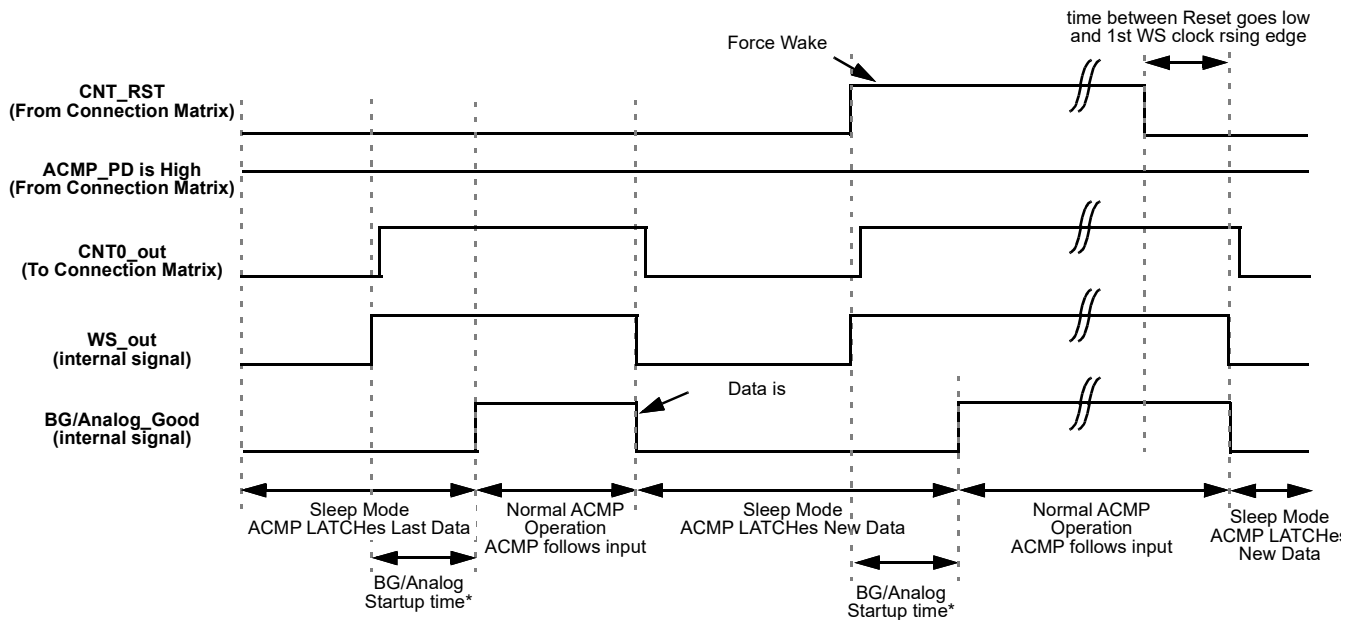 time between Reset goes low
and 1st WS clock rsing edge
Force Wake
CNT_RST
(From Connection Matrix)
ACMP_PD is High
(From Connection Matrix)
CNT0_out
(To Connection Matrix)
WS_out
(internal signal)
Data is
BG/Analog_Good
(internal signal)
Sleep Mode
ACMP LATCHes Last Data
Normal ACMP
Operation
ACMP follows input
Sleep Mode
ACMP LATCHes New Data
Normal ACMP
Operation
ACMP follows input
Sleep Mode
ACMP LATCHes
New Data
BG/Analog
Startup time*
BG/Analog
Startup time*